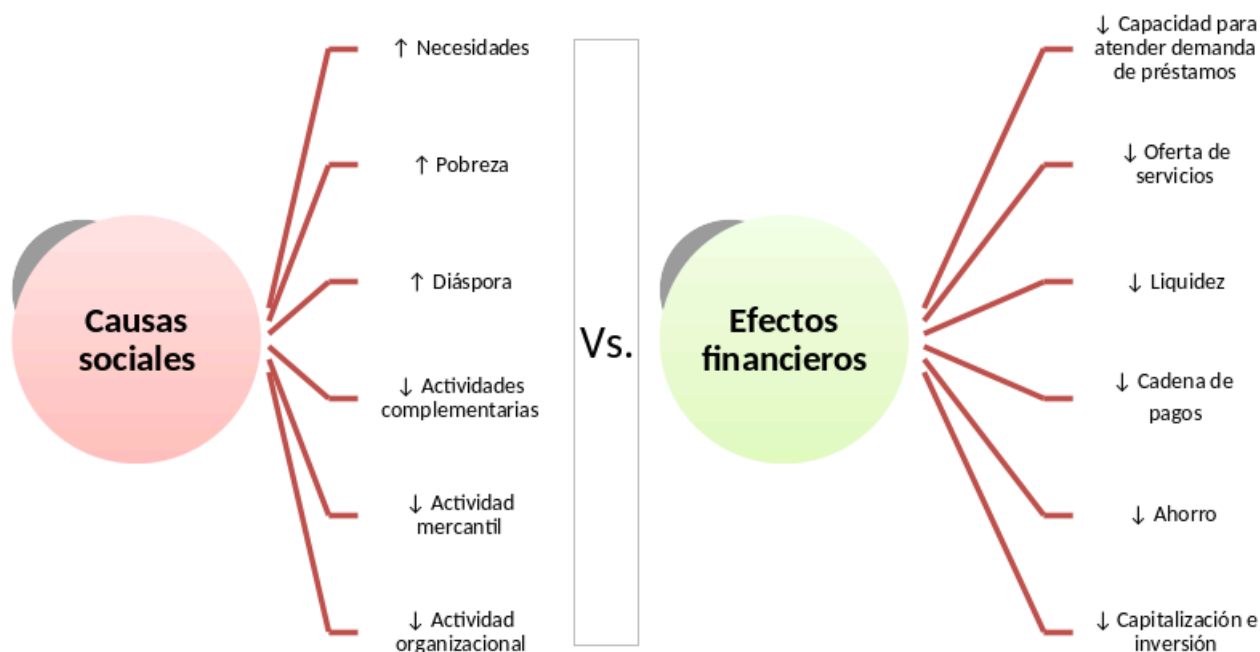 Causas
sociales
↑ Necesidades
↑ Pobreza
↑ Diáspora
↓ Actividades
complementarias
↓ Actividad
mercantil
↓ Actividad
organizacional
Vs.
Efectos
financieros
↓ Capacidad para
atender demanda
de préstamos
↓ Oferta de
servicios
↓ Liquidez
↓ Cadena de
pagos
↓ Ahorro
↓ Capitalización e
inversión